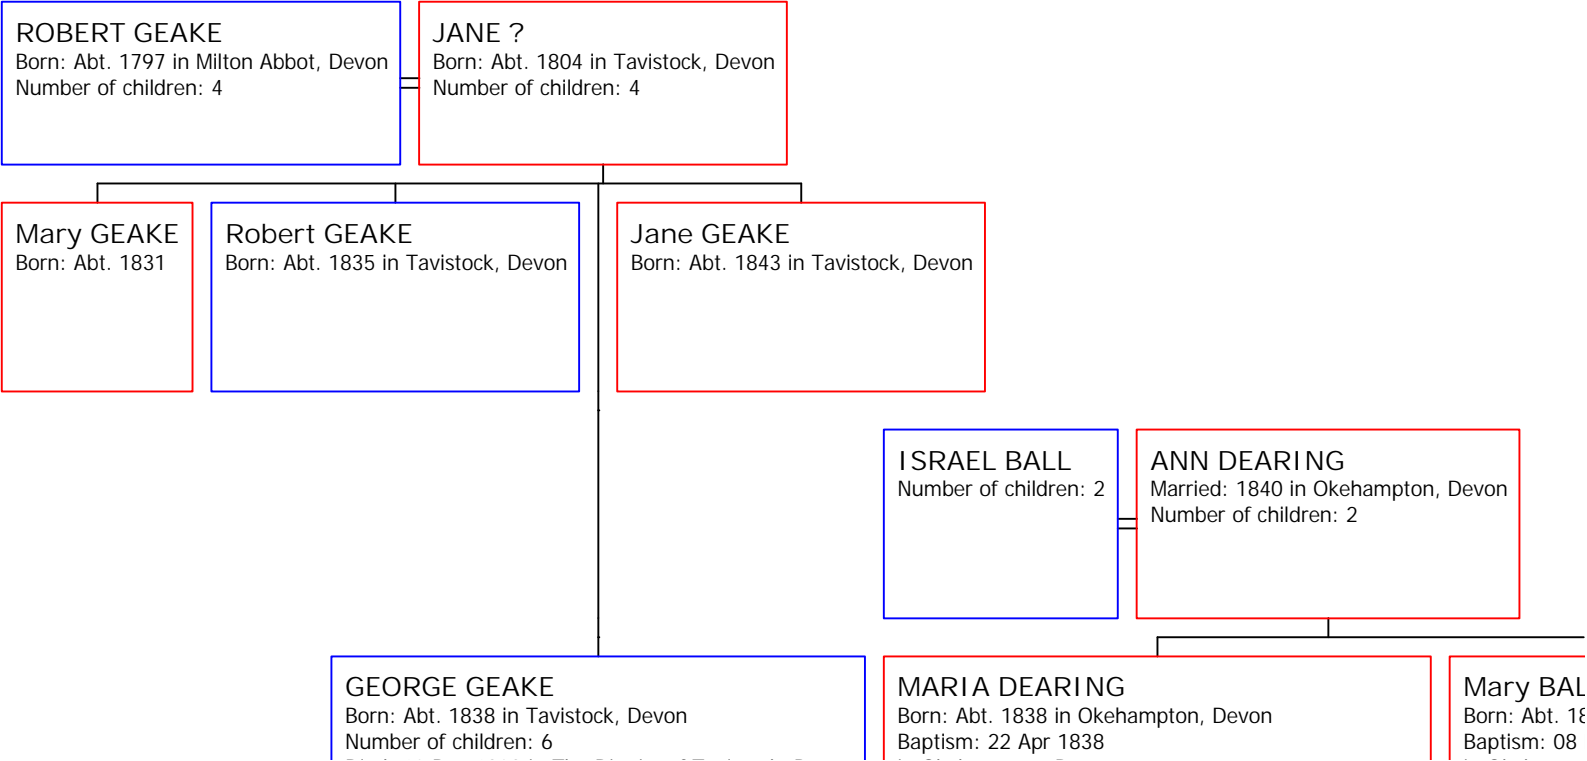 ROBERT GEAKE
Born: Abt. 1797 in Milton Abbot, Devon
Number of children: 4
JANE ?
Born: Abt. 1804 in Tavistock, Devon
Number of children: 4
Mary GEAKE
Born: Abt. 1831
Robert GEAKE
Born: Abt. 1835 in Tavistock, Devon
Jane GEAKE
Born: Abt. 1843 in Tavistock, Devon
ISRAEL BALL
Number of children: 2
ANN DEARING
Married: 1840 in Okehampton, Devon
Number of children: 2
GEORGE GEAKE
Born: Abt. 1838 in Tavistock, Devon
Number of children: 6
MARIA DEARING
Born: Abt. 1838 in Okehampton, Devon
Baptism: 22 Apr 1838
Mary
Born: Abt.
Baptism: 08